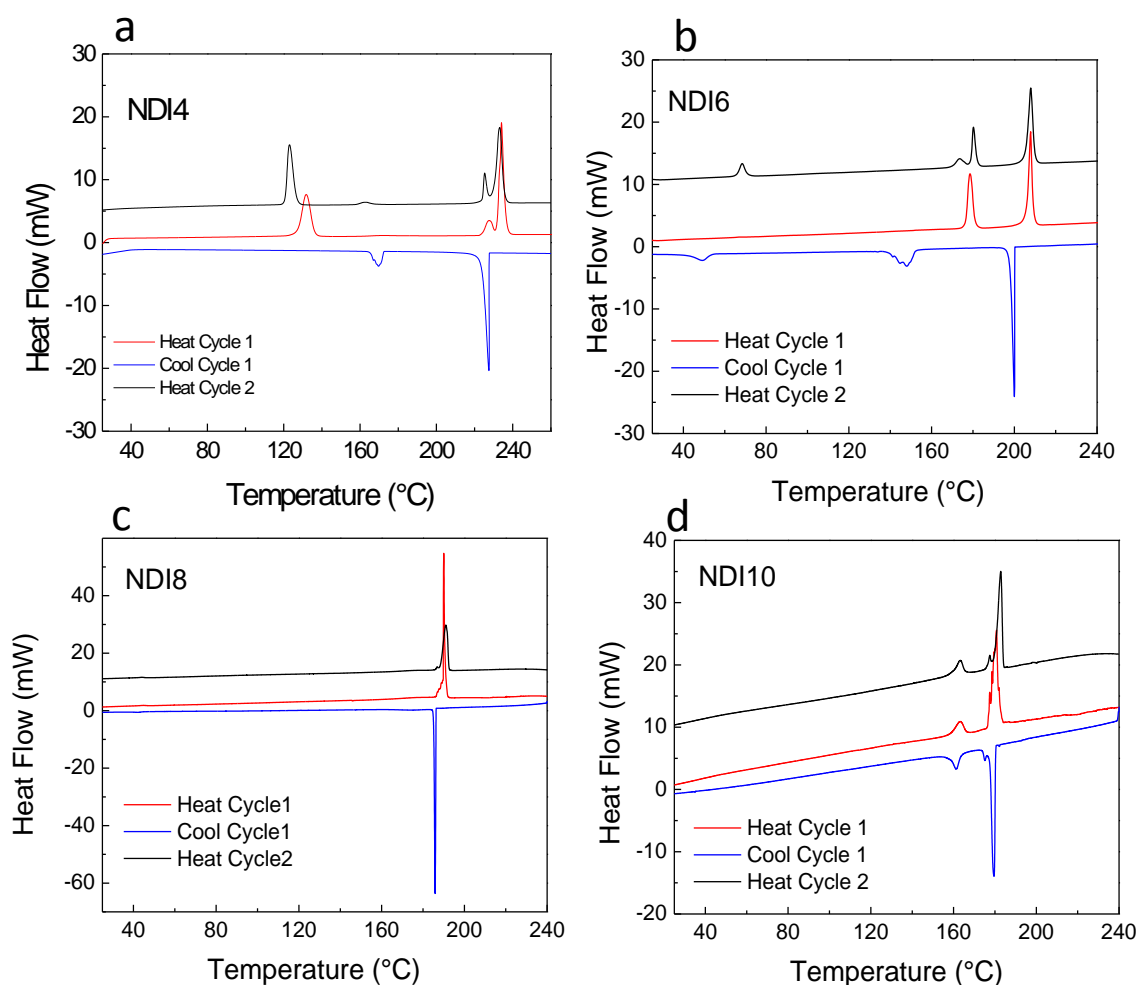 a
NDI4
Heat Flow (mW)
30
20
10
0
-10
-20
-30
40
80
120
160
200
240
Heat Cycle 1
Cool Cycle 1
Heat Cycle 2
Temperature (°C)
b
NDI6
Heat Flow (mW)
30
20
10
0
-10
-20
-30
40
80
120
160
200
240
Heat Cycle 1
Cool Cycle 1
Heat Cycle 2
Temperature (°C)
c
NDI8
Heat Flow (mW)
40
20
0
-20
-40
-60
40
80
120
160
200
240
Heat Cycle1
Cool Cycle1
Heat Cycle2
Temperature (°C)
d
NDI10
Heat Flow (mW)
40
30
20
10
0
-10
-20
40
80
120
160
200
240
Heat Cycle 1
Cool Cycle 1
Heat Cycle 2
Temperature (°C)